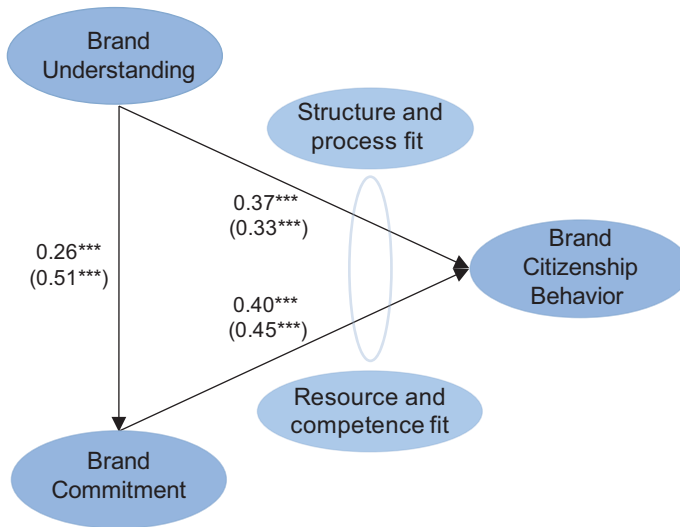 Brand
Understanding
Structure and
process fit
0.37***
(0.33***)
0.26***
(0.51***)
Brand
Citizenship
Behavior
0.40***
(0.45***)
Resource and
competence fit
Brand
Commitment